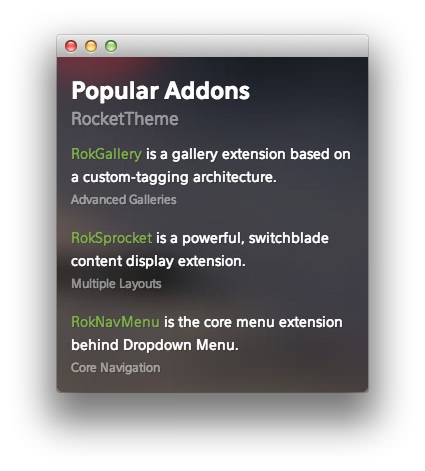 Popular Addons
RocketTheme
RokGallery is a gallery extension based on
a custom-tagging architecture.
Advanced Galleries
RokSprocket is a powerful, switchblade
content display extension.
Multiple Layouts
RokNavMenu is the core menu extension
behind Dropdown Menu.
Core Navigation